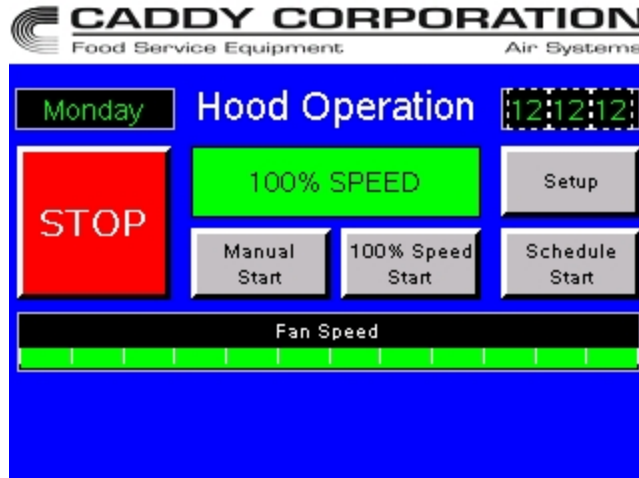 CADDY CORPORATION
Food Service Equipment Air Systems
Monday Hood Operation 12:12:12
STOP
100% SPEED
Setup
Manual
Start
100% Speed
Start
Schedule
Start
Fan Speed